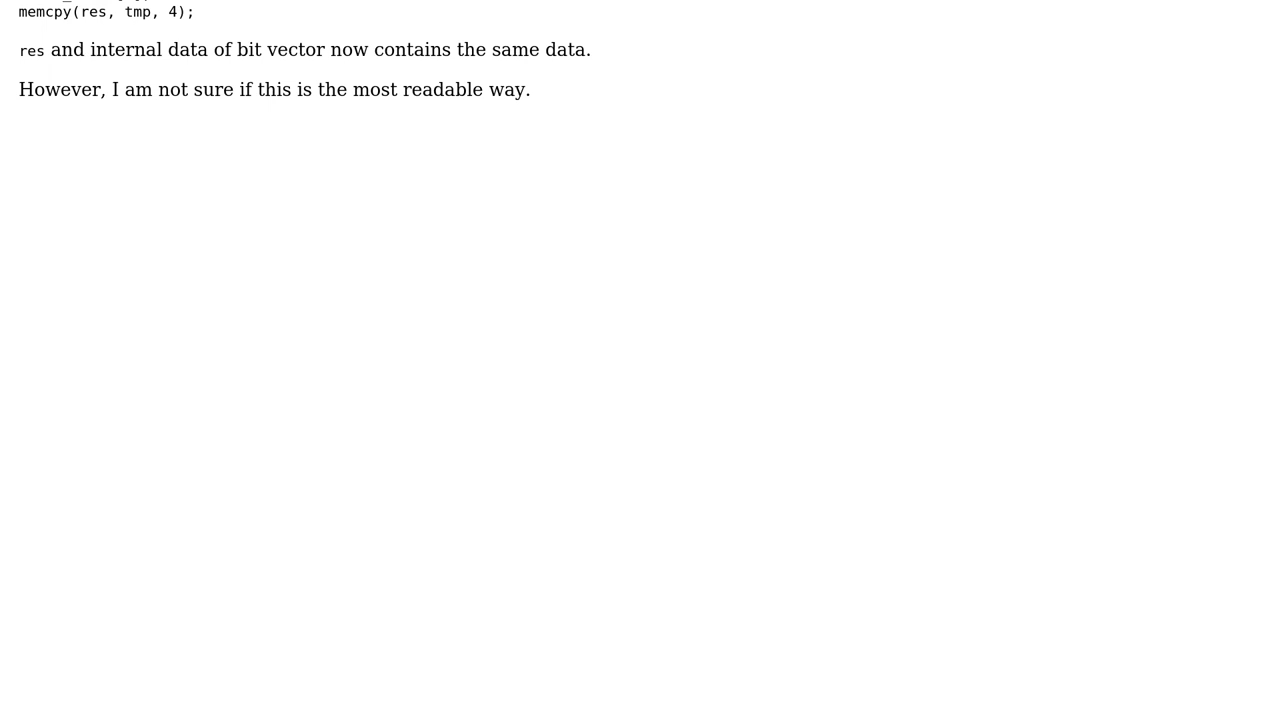 memcpy(res, tmp, 4);
res and internal data of bit vector now contains the same data.
However, I am not sure if this is the most readable way.